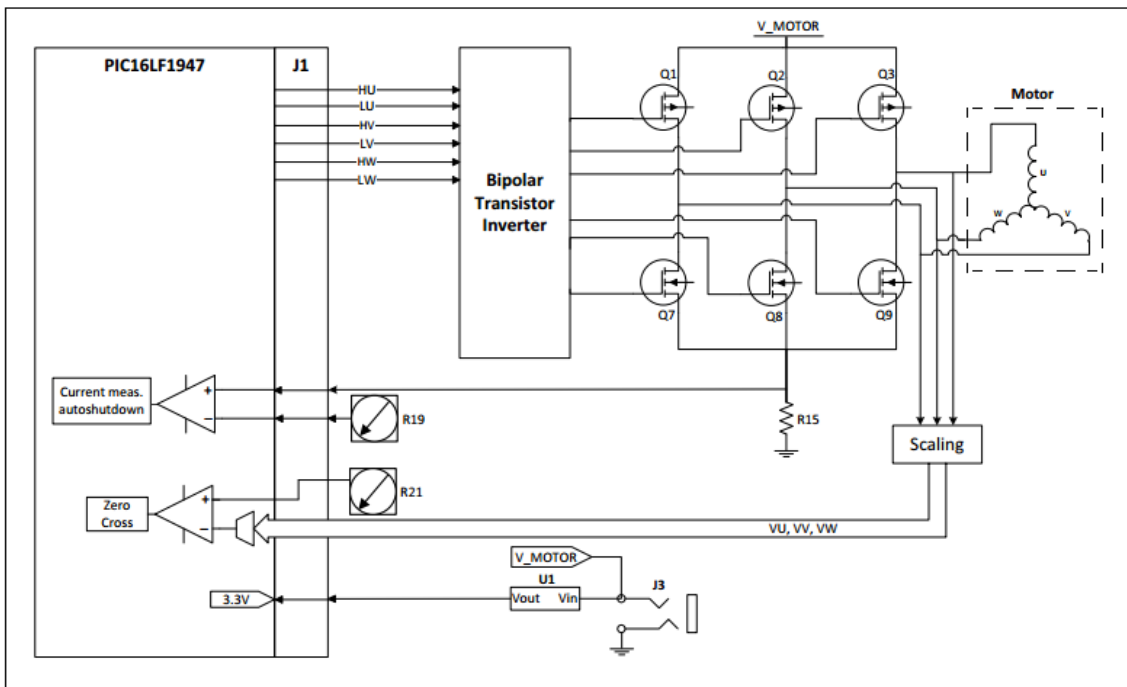 V_MOTOR
PIC16LF1947
J1
Q1
Q2
Q3
HU
LU
HV
LV
HW
LW
Motor
U
W
V
Bipolar
Transistor
Inverter
Q7
Q8
Q9
Current meas.
autoshutdown
+
−
R19
R15
Scaling
R21
Zero
Cross
+
−
VU, VV, VW
V_MOTOR
U1
J3
3.3V
Vout Vin